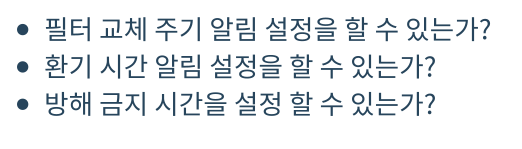 • 필터 교체 주기 알림 설정을 할 수 있는가?
• 환기 시간 알림 설정을 할 수 있는가?
• 방해 금지 시간을 설정 할 수 있는가?